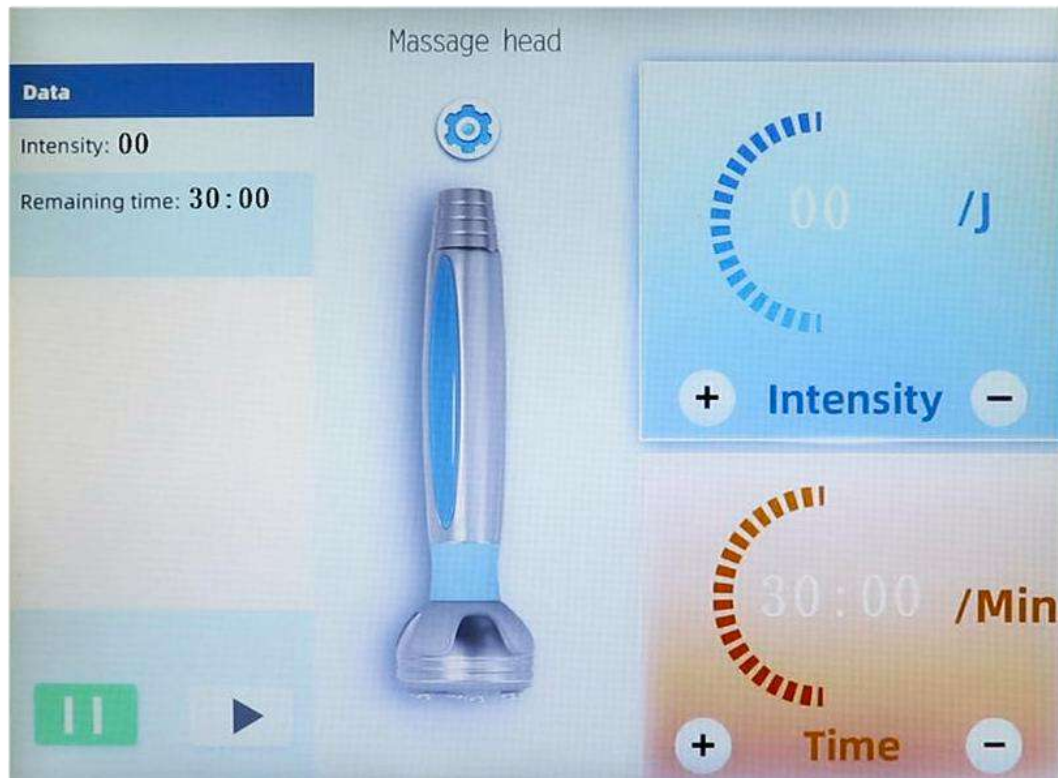 Massage head
Data
Intensity: 00
Remaining time: 30:00
00 /J
+ Intensity −
30:00 /Min
+ Time −